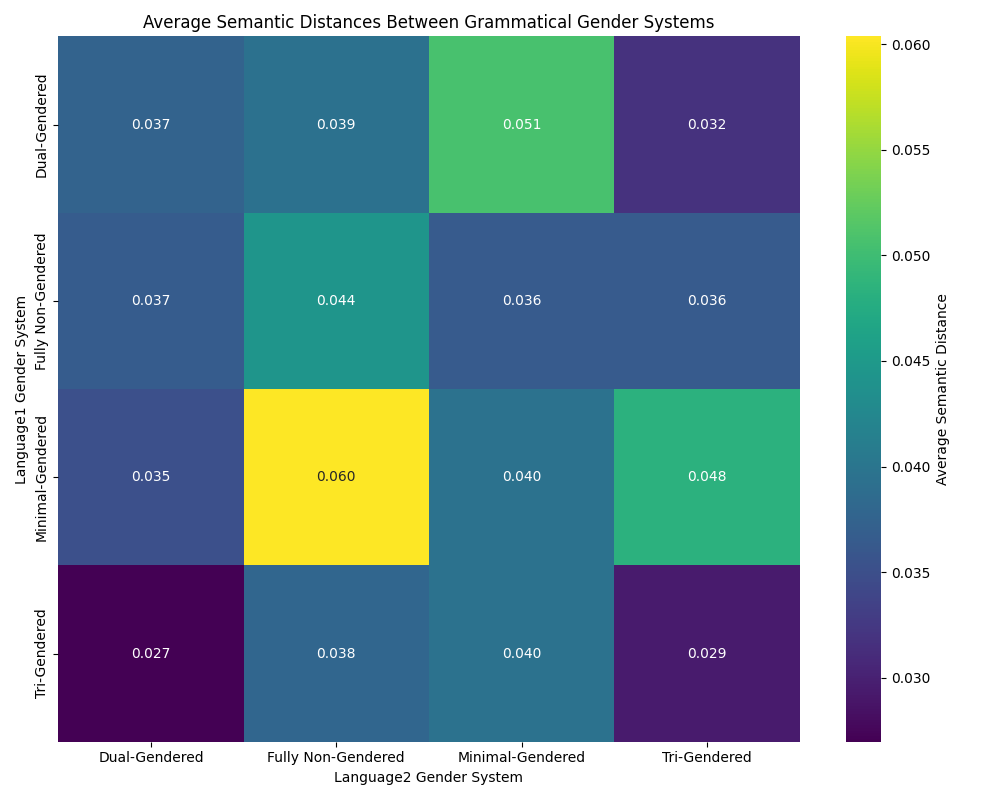 Average Semantic Distances Between Grammatical Gender Systems
Language1 Gender System
Dual-Gendered
0.037 0.039 0.051 0.032
Fully Non-Gendered
0.037 0.044 0.036 0.036
Minimal-Gendered
0.035 0.060 0.040 0.048
Tri-Gendered
0.027 0.038 0.040 0.029
Dual-Gendered Fully Non-Gendered Minimal-Gendered Tri-Gendered
Language2 Gender System
0.060
0.055
0.050
0.045
0.040
0.035
0.030
Average Semantic Distance